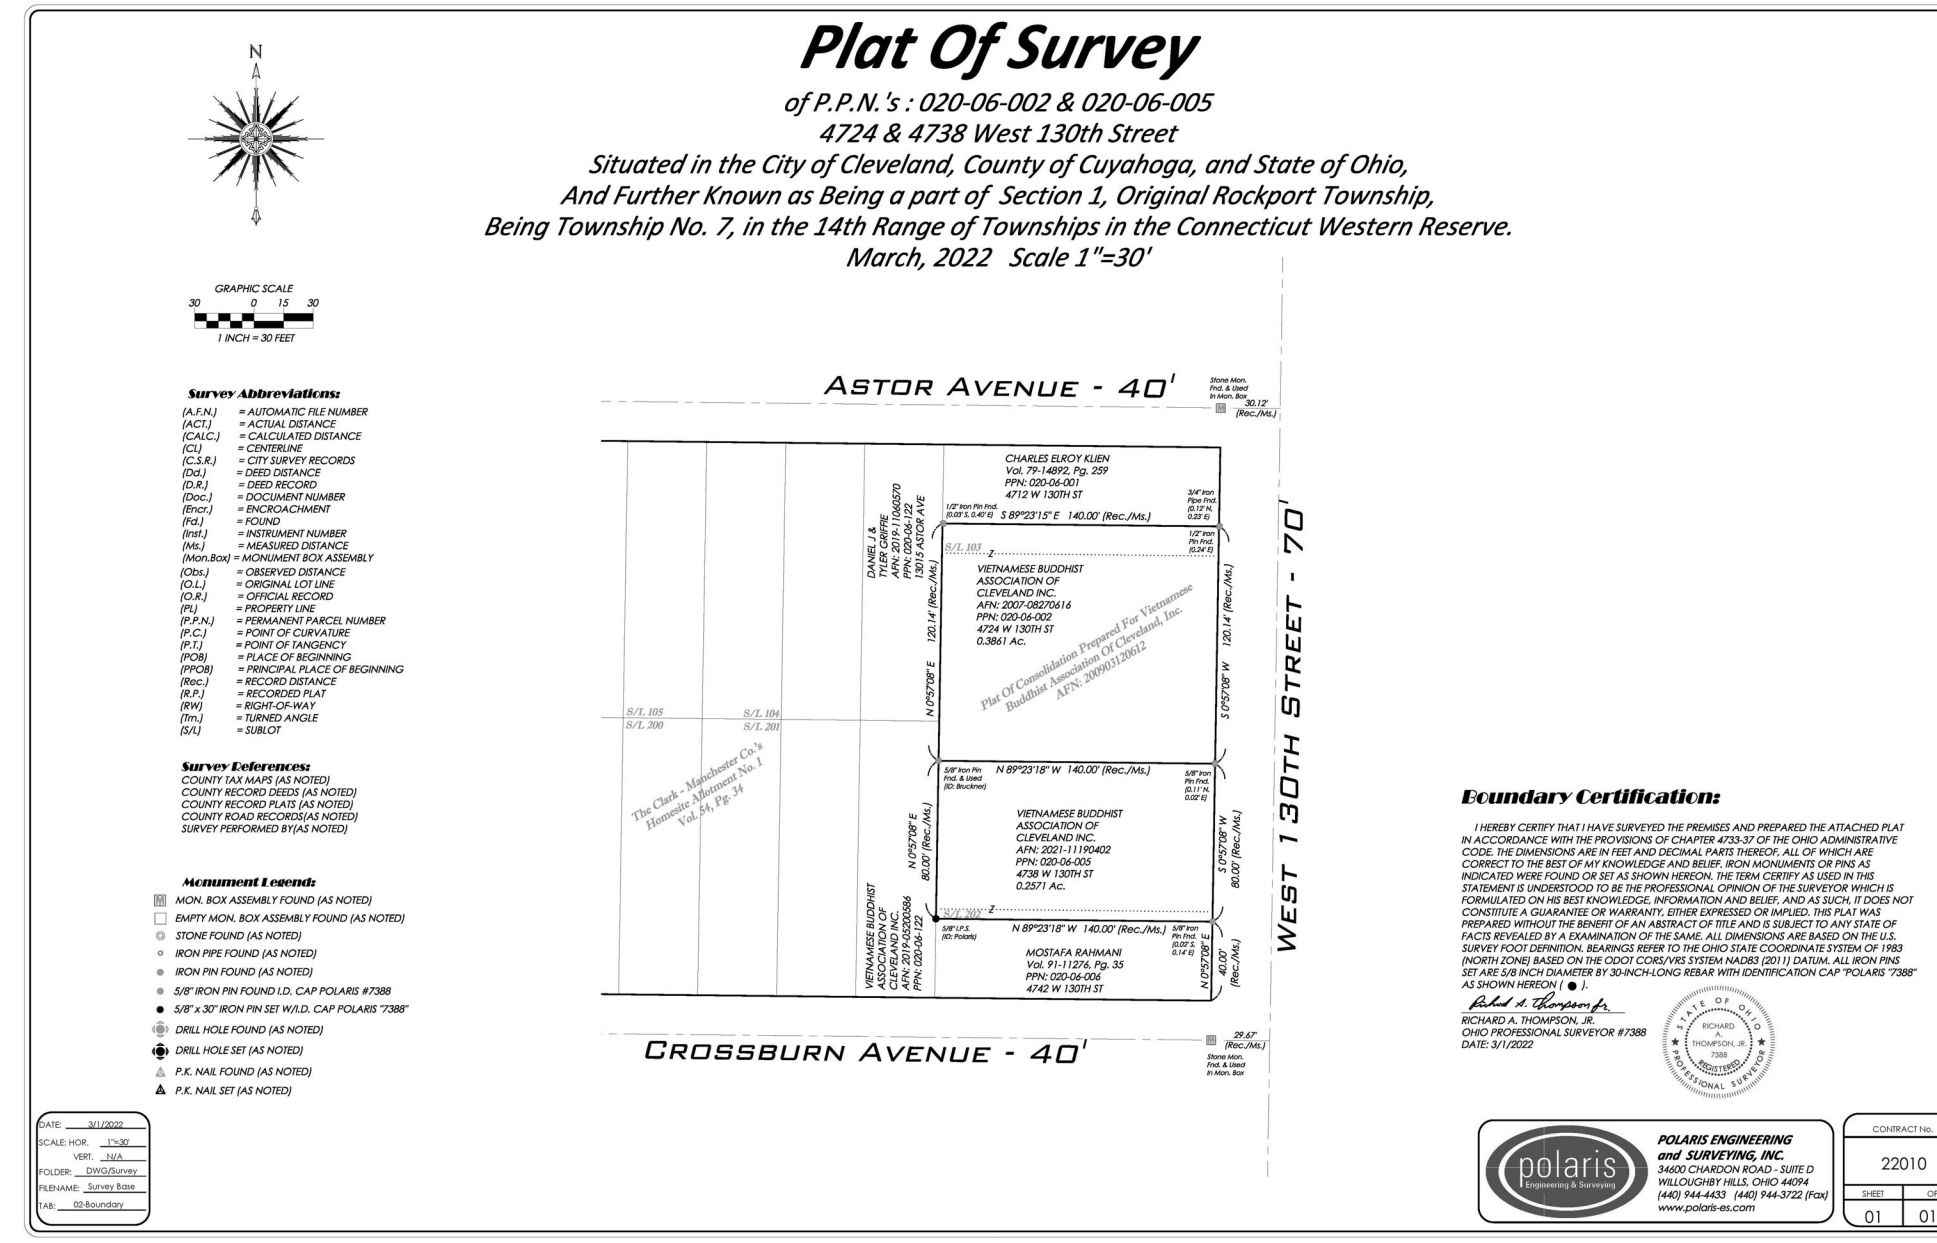 Plat Of Survey
of P.P.N.'s : 020-06-002 & 020-06-005
4724 & 4738 West 130th Street
Situated in the City of Cleveland, County of Cuyahoga, and State of Ohio,
And Further Known as Being a part of Section 1, Original Rockport Township,
Being Township No. 7, in the 14th Range of Townships in the Connecticut Western Reserve.
March, 2022 Scale 1"=30'
N
GRAPHIC SCALE
30 0 15 30
1 INCH = 30 FEET
Survey Abbreviations:
(A.F.N.) = AUTOMATIC FILE NUMBER
(ACT.) = ACTUAL DISTANCE
(CALC.) = CALCULATED DISTANCE
(CL) = CENTERLINE
(C.S.R.) = CITY SURVEY RECORDS
(Dd.) = DEED DISTANCE
(D.R.) = DEED RECORD
(Doc.) = DOCUMENT NUMBER
(Encr.) = ENCROACHMENT
(Fd.) = FOUND
(Inst.) = INSTRUMENT NUMBER
(Ms.) = MEASURED DISTANCE
(Mon.Box) = MONUMENT BOX ASSEMBLY
(Obs.) = OBSERVED DISTANCE
(O.L.) = ORIGINAL LOT LINE
(O.R.) = OFFICIAL RECORD
(PL) = PROPERTY LINE
(P.P.N.) = PERMANENT PARCEL NUMBER
(P.C.) = POINT OF CURVATURE
(P.T.) = POINT OF TANGENCY
(POB) = PLACE OF BEGINNING
(PPOB) = PRINCIPAL PLACE OF BEGINNING
(Rec.) = RECORD DISTANCE
(R.P.) = RECORDED PLAT
(RW) = RIGHT-OF-WAY
(Trn.) = TURNED ANGLE
(S/L) = SUBLOT
Survey References:
COUNTY TAX MAPS (AS NOTED)
COUNTY RECORD DEEDS (AS NOTED)
COUNTY RECORD PLATS (AS NOTED)
COUNTY ROAD RECORDS(AS NOTED)
SURVEY PERFORMED BY(AS NOTED)
Monument Legend:
M MON. BOX ASSEMBLY FOUND (AS NOTED)
EMPTY MON. BOX ASSEMBLY FOUND (AS NOTED)
STONE FOUND (AS NOTED)
IRON PIPE FOUND (AS NOTED)
IRON PIN FOUND (AS NOTED)
5/8" IRON PIN FOUND I.D. CAP POLARIS #7388
5/8" x 30" IRON PIN SET W/I.D. CAP POLARIS "7388"
DRILL HOLE FOUND (AS NOTED)
DRILL HOLE SET (AS NOTED)
P.K. NAIL FOUND (AS NOTED)
P.K. NAIL SET (AS NOTED)
DATE: 3/1/2022
SCALE: HOR. 1"=30'
VERT. N/A
FOLDER: DWG/Survey
FILENAME: Survey Base
TAB: 02-Boundary
ASTOR AVENUE - 40'
Stone Mon.
Fnd. & Used
In Mon. Box
M
30.12'
(Rec./Ms.)
CHARLES ELROY KLIEN
Vol. 79-14892, Pg. 259
PPN: 020-06-001
4712 W 130TH ST
3/4" Iron
Pipe Fnd.
(0.12' N,
0.23' E)
1/2" Iron Pin Fnd.
(0.03' S, 0.40' E)
S 89°23'15" E 140.00' (Rec./Ms.)
1/2" Iron
Pin Fnd.
(0.24' E)
DANIEL J &
TYLER GRIFFIE
AFN: 2019-11060570
PPN: 020-06-122
13015 ASTOR AVE
S/L 103
Z
VIETNAMESE BUDDHIST
ASSOCIATION OF
CLEVELAND INC.
AFN: 2007-08270616
PPN: 020-06-002
4724 W 130TH ST
0.3861 Ac.
Plat Of Consolidation Prepared For Vietnamese
Buddhist Association Of Cleveland, Inc.
AFN: 200903120612
N 0°57'08" E 120.14' (Rec./Ms.)
S 0°57'08" W 120.14' (Rec./Ms.)
WEST 130TH STREET - 70'
S/L 105
S/L 200
S/L 104
S/L 201
The Clark - Manchester Co.'s
Homesite Allotment No. 1
Vol. 54, Pg. 34
5/8" Iron Pin
Fnd. & Used
(ID: Bruckner)
N 89°23'18" W 140.00' (Rec./Ms.)
5/8" Iron
Pin Fnd.
(0.11' N,
0.02' E)
VIETNAMESE BUDDHIST
ASSOCIATION OF
CLEVELAND INC.
AFN: 2021-11190402
PPN: 020-06-005
4738 W 130TH ST
0.2571 Ac.
N 0°57'08" E
80.00' (Rec./Ms.)
S 0°57'08" W
80.00' (Rec./Ms.)
VIETNAMESE BUDDHIST
ASSOCIATION OF
CLEVELAND INC.
AFN: 2019-05200586
PPN: 020-06-122
S/L 202
Z
5/8" I.P.S.
(ID: Polaris)
N 89°23'18" W 140.00' (Rec./Ms.)
5/8" Iron
Pin Fnd.
(0.02' S,
0.14' E)
MOSTAFA RAHMANI
Vol. 91-11276, Pg. 35
PPN: 020-06-006
4742 W 130TH ST
N 0°57'08" E
40.00'
(Rec./Ms.)
CROSSBURN AVENUE - 40'
M
29.67'
(Rec./Ms.)
Stone Mon.
Fnd. & Used
In Mon. Box
Boundary Certification:
I HEREBY CERTIFY THAT I HAVE SURVEYED THE PREMISES AND PREPARED THE ATTACHED PLAT
IN ACCORDANCE WITH THE PROVISIONS OF CHAPTER 4733-37 OF THE OHIO ADMINISTRATIVE
CODE. THE DIMENSIONS ARE IN FEET AND DECIMAL PARTS THEREOF, ALL OF WHICH ARE
CORRECT TO THE BEST OF MY KNOWLEDGE AND BELIEF. IRON MONUMENTS OR PINS AS
INDICATED WERE FOUND OR SET AS SHOWN HEREON. THE TERM CERTIFY AS USED IN THIS
STATEMENT IS UNDERSTOOD TO BE THE PROFESSIONAL OPINION OF THE SURVEYOR WHICH IS
FORMULATED ON HIS BEST KNOWLEDGE, INFORMATION AND BELIEF, AND AS SUCH, IT DOES NOT
CONSTITUTE A GUARANTEE OR WARRANTY, EITHER EXPRESSED OR IMPLIED. THIS PLAT WAS
PREPARED WITHOUT THE BENEFIT OF AN ABSTRACT OF TITLE AND IS SUBJECT TO ANY STATE OF
FACTS REVEALED BY A EXAMINATION OF THE SAME. ALL DIMENSIONS ARE BASED ON THE U.S.
SURVEY FOOT DEFINITION. BEARINGS REFER TO THE OHIO STATE COORDINATE SYSTEM OF 1983
(NORTH ZONE) BASED ON THE ODOT CORS/VRS SYSTEM NAD83 (2011) DATUM. ALL IRON PINS
SET ARE 5/8 INCH DIAMETER BY 30-INCH-LONG REBAR WITH IDENTIFICATION CAP "POLARIS "7388"
AS SHOWN HEREON ( ● ).
Richard A. Thompson Jr.
RICHARD A. THOMPSON, JR.
OHIO PROFESSIONAL SURVEYOR #7388
DATE: 3/1/2022
STATE OF OHIO
RICHARD
A.
THOMPSON, JR.
7388
REGISTERED
PROFESSIONAL SURVEYOR
polaris
Engineering & Surveying
POLARIS ENGINEERING
and SURVEYING, INC.
34600 CHARDON ROAD - SUITE D
WILLOUGHBY HILLS, OHIO 44094
(440) 944-4433 (440) 944-3722 (Fax)
www.polaris-es.com
CONTRACT No.
22010
SHEET OF
01 01